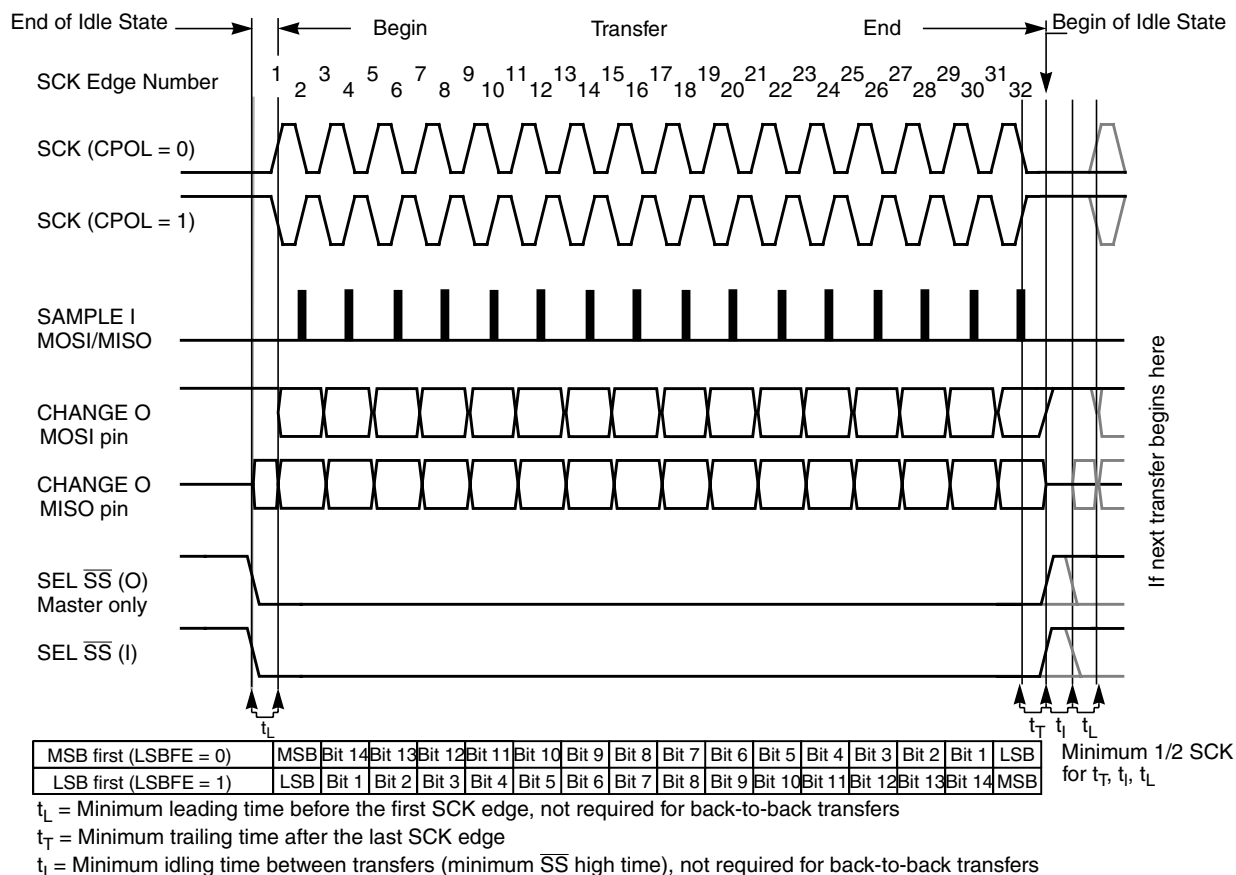 End of Idle State Begin Transfer End Begin of Idle State
SCK Edge Number 1 2 3 4 5 6 7 8 9 10 11 12 13 14 15 16 17 18 19 20 21 22 23 24 25 26 27 28 29 30 31 32
SCK (CPOL = 0)
SCK (CPOL = 1)
SAMPLE I
MOSI/MISO
CHANGE O
MOSI pin
CHANGE O
MISO pin
SEL SS (O)
Master only
SEL SS (I)
If next transfer begins here
tL tT tI tL
MSB first (LSBFE = 0) MSB Bit 14 Bit 13 Bit 12 Bit 11 Bit 10 Bit 9 Bit 8 Bit 7 Bit 6 Bit 5 Bit 4 Bit 3 Bit 2 Bit 1 LSB
LSB first (LSBFE = 1) LSB Bit 1 Bit 2 Bit 3 Bit 4 Bit 5 Bit 6 Bit 7 Bit 8 Bit 9 Bit 10 Bit 11 Bit 12 Bit 13 Bit 14 MSB
Minimum 1/2 SCK
for tT, tI, tL
tL = Minimum leading time before the first SCK edge, not required for back-to-back transfers
tT = Minimum trailing time after the last SCK edge
tI = Minimum idling time between transfers (minimum SS high time), not required for back-to-back transfers